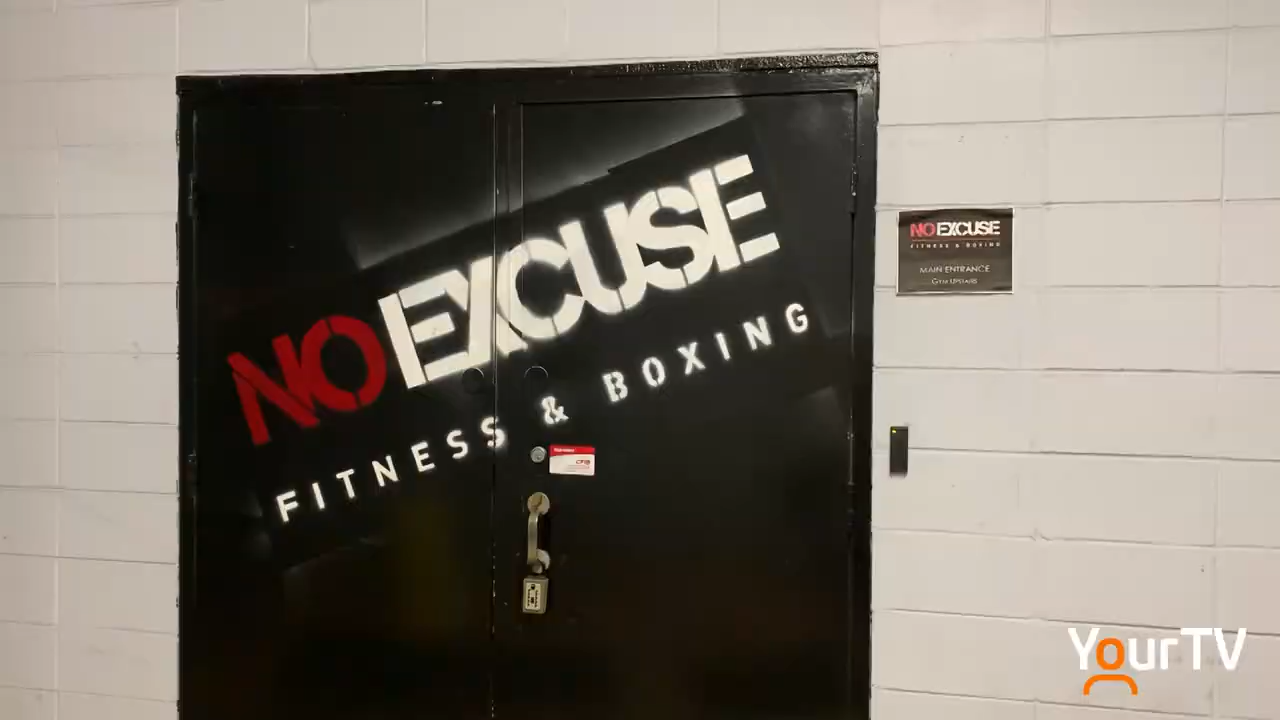 NO EXCUSE
FITNESS & BOXING
NO EXCUSE
FITNESS & BOXING
MAIN ENTRANCE
GYM UPSTAIRS
YourTV